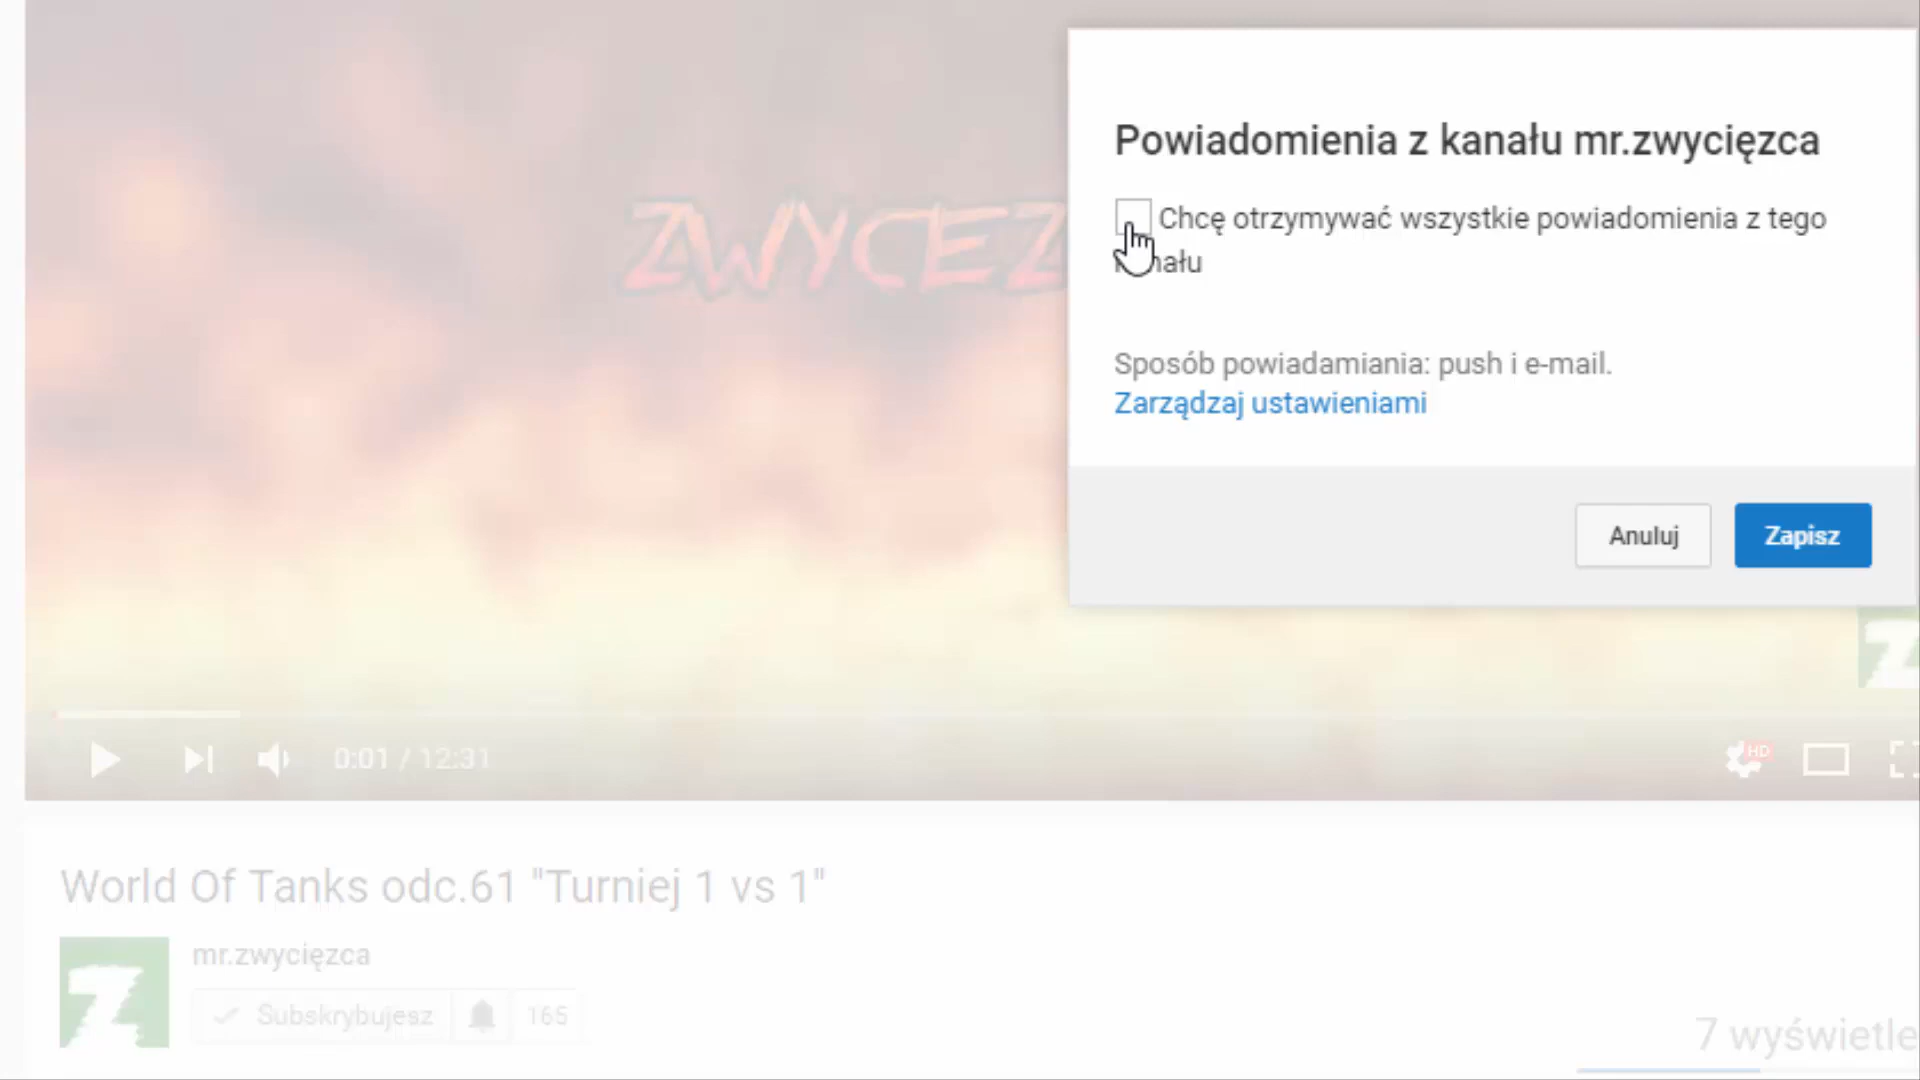 Powiadomienia z kanału mr.zwycięzca
Chcę otrzymywać wszystkie powiadomienia z tego
Sposób powiadamiania: push i e-mail.
Zarządzaj ustawieniami
Anuluj
Zapisz
ZWYCEZ
Z
0:01 / 12:31
HD
World Of Tanks odc.61 "Turniej 1 vs 1"
Z
mr.zwycięzca
Subskrybujesz
165
7 wyświetle